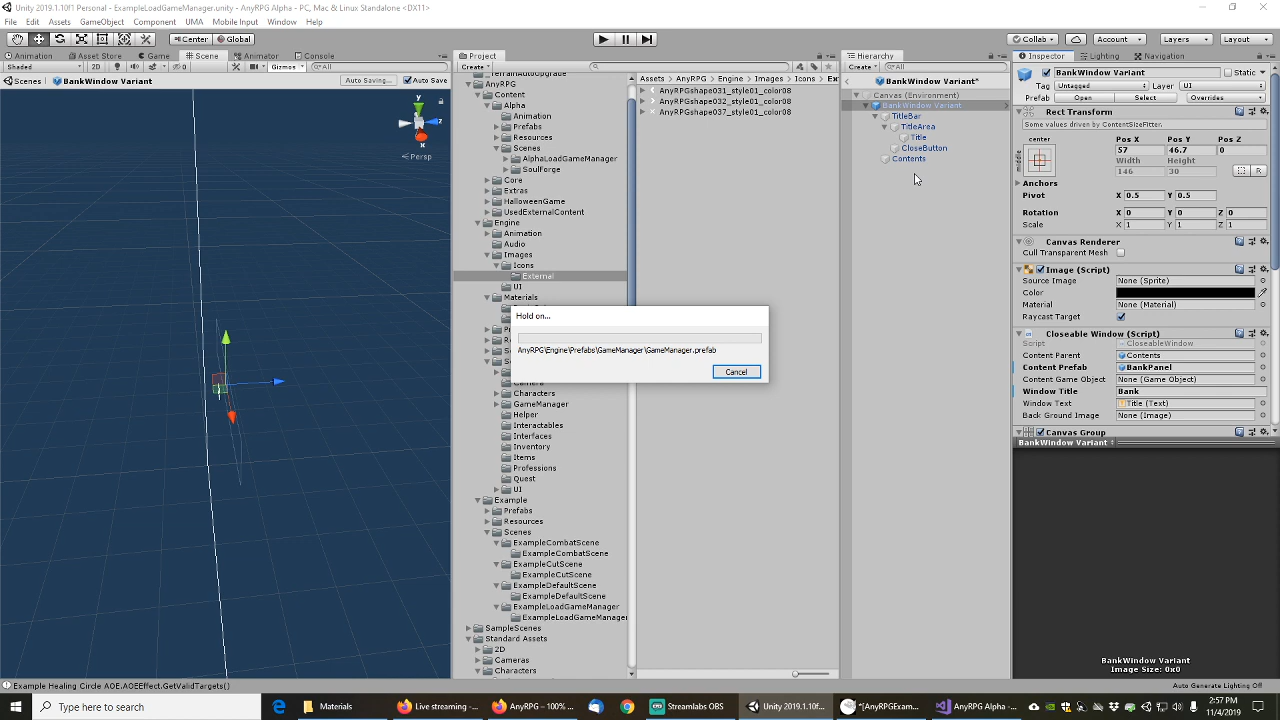 Unity 2019.1.10f1 Personal - ExampleLoadGameManager.unity - AnyRPG Alpha - PC, Mac & Linux Standalone <DX11>
File Edit Assets GameObject Component UMA Mobile Input Window Help
Center Global Collab Account Layers Layout
Animation Asset Store Game Scene Animator Console
Shaded 2D Gizmos All
Scenes BankWindow Variant Auto Saving... Auto Save
y
z
x
Persp
Project
Create
_TerrainAutoUpgrade
AnyRPG
Content
Alpha
Animation
Prefabs
Resources
Scenes
AlphaLoadGameManager
SoulForge
Core
Extras
HalloweenGame
UsedExternalContent
Engine
Animation
Audio
Images
Icons
External
UI
Materials
Camera
Characters
GameManager
Helper
Interactables
Interfaces
Inventory
Items
Professions
Quest
UI
Example
Prefabs
Resources
Scenes
ExampleCombatScene
ExampleCombatScene
ExampleCutScene
ExampleCutScene
ExampleDefaultScene
ExampleDefaultScene
ExampleLoadGameManager
ExampleLoadGameManager
SampleScenes
Standard Assets
2D
Cameras
Characters
Assets AnyRPG Engine Images Icons
AnyRPGshape031_style01_color08
AnyRPGshape032_style01_color08
AnyRPGshape037_style01_color08
Hold on...
AnyRPG\Engine\Prefabs\GameManager\GameManager.prefab
Cancel
Hierarchy
Create All
BankWindow Variant*
Canvas (Environment)
BankWindow Variant
TitleBar
TitleArea
Title
CloseButton
Contents
Inspector Lighting Navigation
BankWindow Variant Static
Tag Untagged Layer UI
Prefab Open Select Overrides
Rect Transform
Some values driven by ContentSizeFitter.
center Pos X Pos Y Pos Z
middle 57 46.7 0
Width Height
146 30 R
Anchors
Pivot X 0.5 Y 0.5
Rotation X 0 Y 0 Z 0
Scale X 1 Y 1 Z 1
Canvas Renderer
Cull Transparent Mesh
Image (Script)
Source Image None (Sprite)
Color
Material None (Material)
Raycast Target
Closeable Window (Script)
Script CloseableWindow
Content Parent Contents
Content Prefab BankPanel
Content Game Object None (Game Object)
Window Title Bank
Window Text Title (Text)
Back Ground Image None (Image)
Canvas Group
BankWindow Variant
BankWindow Variant
Image Size: 0x0
Example Healing Circle AOE.AOEEffect.GetValidTargets()
Auto Generate Lighting Off
Type here to search
Materials
Live streaming -...
AnyRPG — 100% ...
Streamlabs OBS
Unity 2019.1.10f...
*[AnyRPGExam...
AnyRPG Alpha -...
2:57 PM
11/4/2019